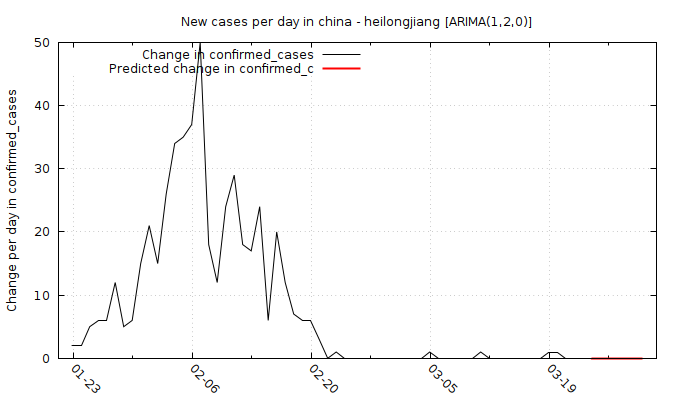 New cases per day in china - heilongjiang [ARIMA(1,2,0)]
Change in confirmed_cases
Predicted change in confirmed_c
Change per day in confirmed_cases
50
40
30
20
10
0
01-23
02-06
02-20
03-05
03-19